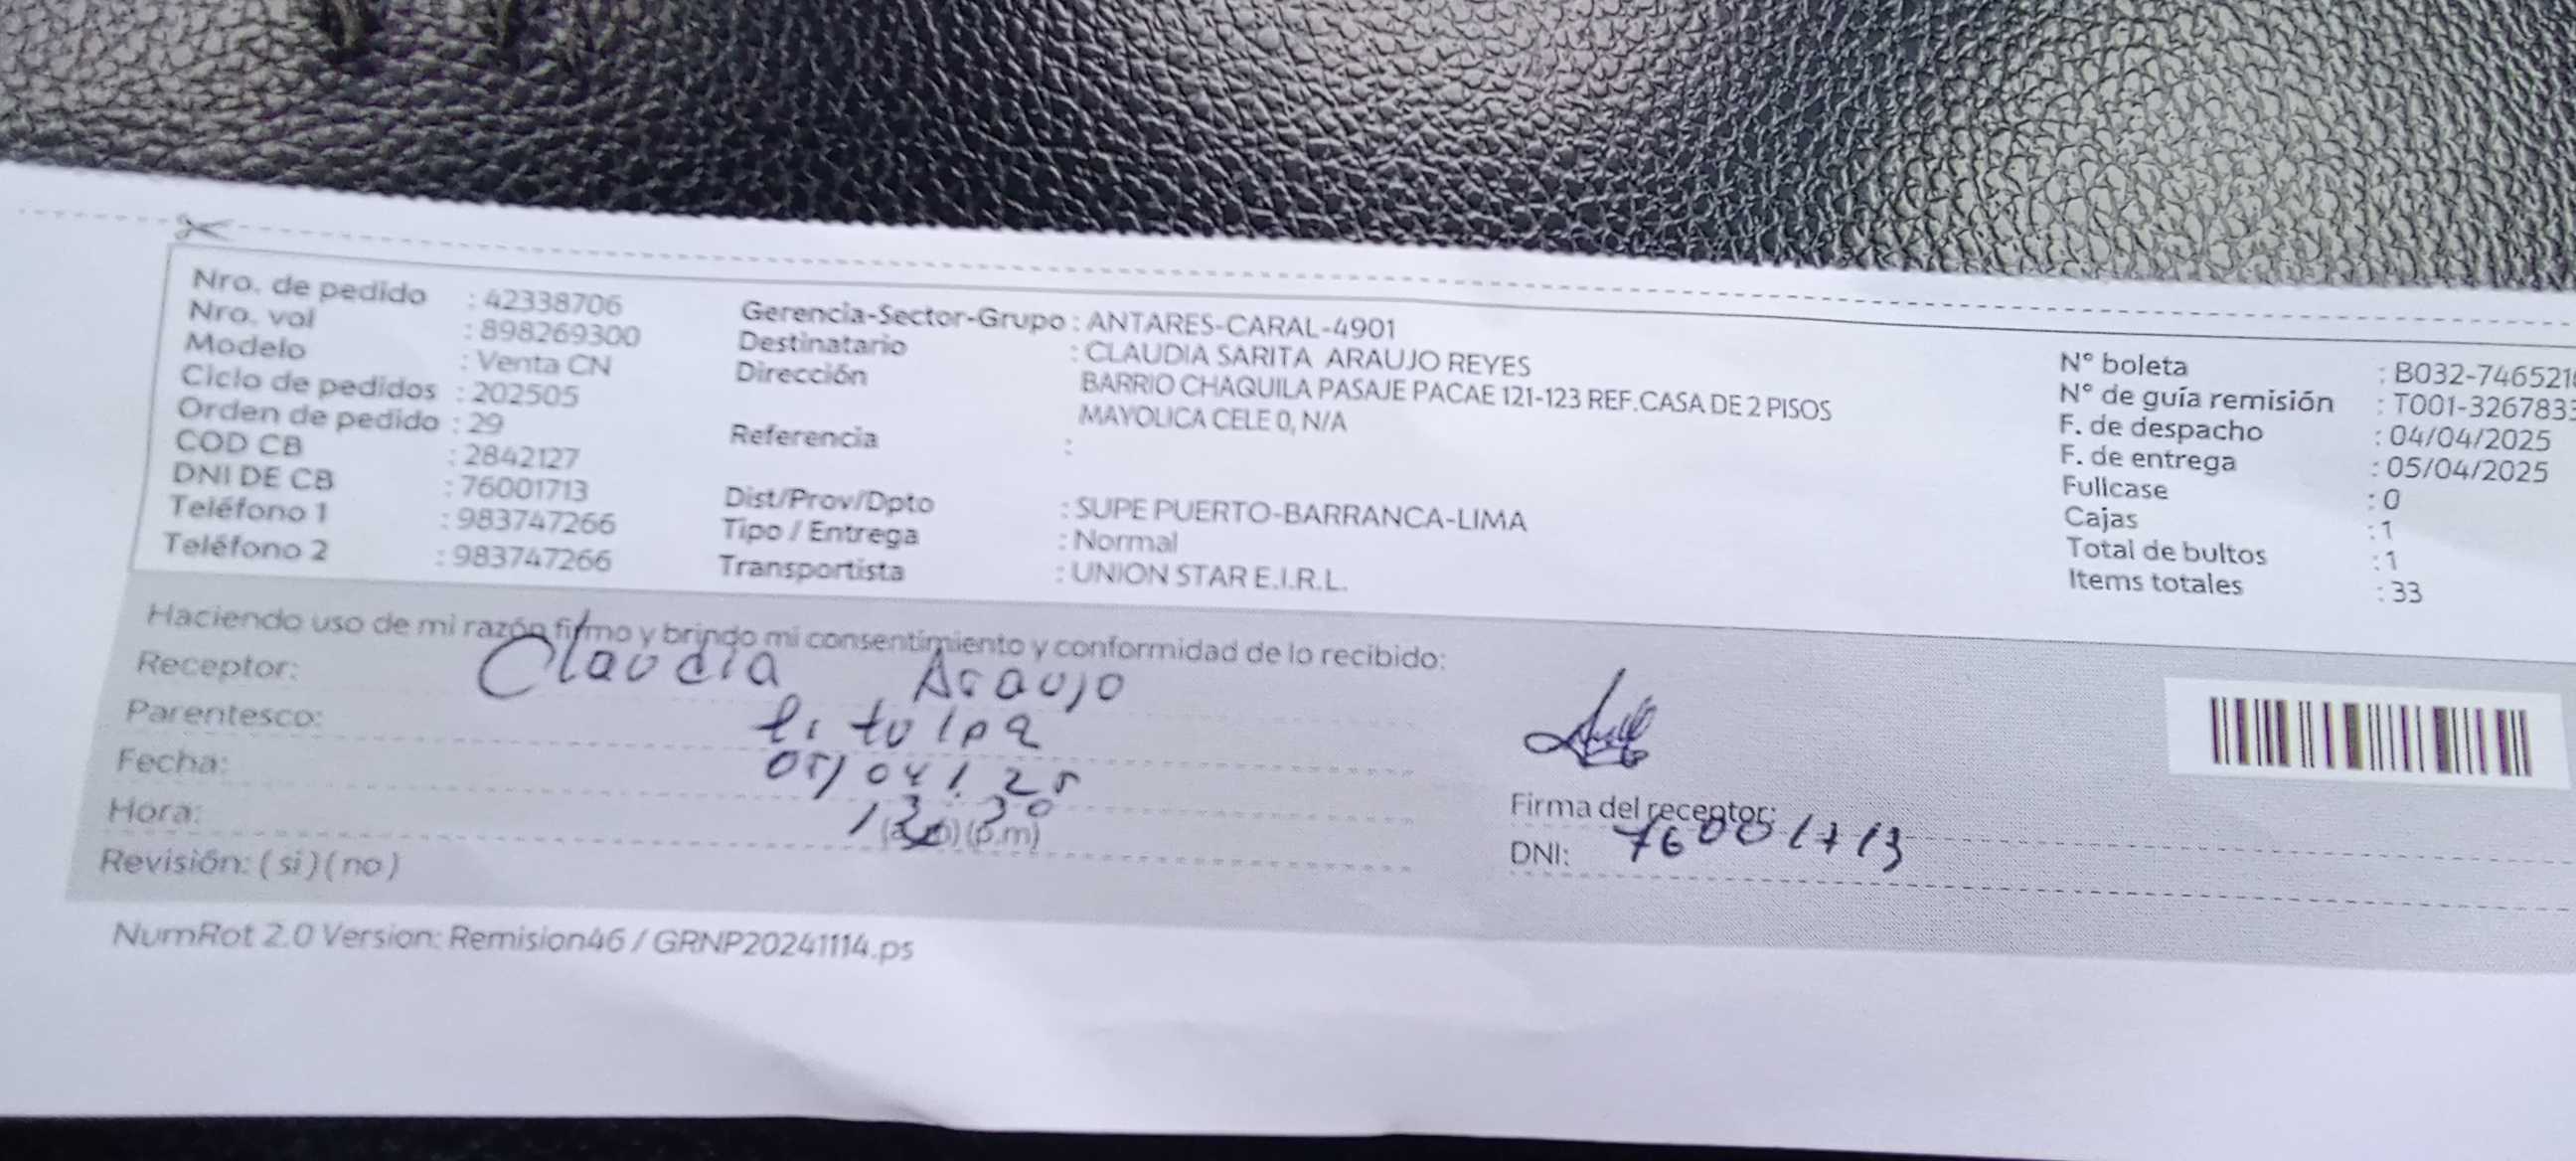 Nro. de pedido : 42338706
Nro. val : 898269300
Modelo : Venta CN
Ciclo de pedidos : 202505
Orden de pedido : 29
COD CB : 2842127
DNI DE CB : 76001713
Teléfono 1 : 983747266
Teléfono 2 : 983747266
Gerencia-Sector-Grupo : ANTARES-CARAL-4901
Destinatario : CLAUDIA SARITA ARAUJO REYES
Dirección BARRIO CHAQUILA PASAJE PACAE 121-123 REF.CASA DE 2 PISOS
MAYOLICA CELE 0, N/A
Referencia :
Dist/Prov/Dpto : SUPE PUERTO-BARRANCA-LIMA
Tipo / Entrega : Normal
Transportista : UNION STAR E.I.R.L.
N° boleta : B032-746521
N° de guía remisión : T001-3267833
F. de despacho : 04/04/2025
F. de entrega : 05/04/2025
Fullcase : 0
Cajas : 1
Total de bultos : 1
Items totales : 33
Haciendo uso de mi razón firmo y brindo mi consentimiento y conformidad de lo recibido:
Receptor: Claudia Araujo
Parentesco:
Fecha: 05/04/25
Hora: (p.m)
Revisión: ( si ) ( no )
Firma del receptor:
DNI: 76001713
NumRot 2.0 Version: Remision46 / GRNP20241114.ps